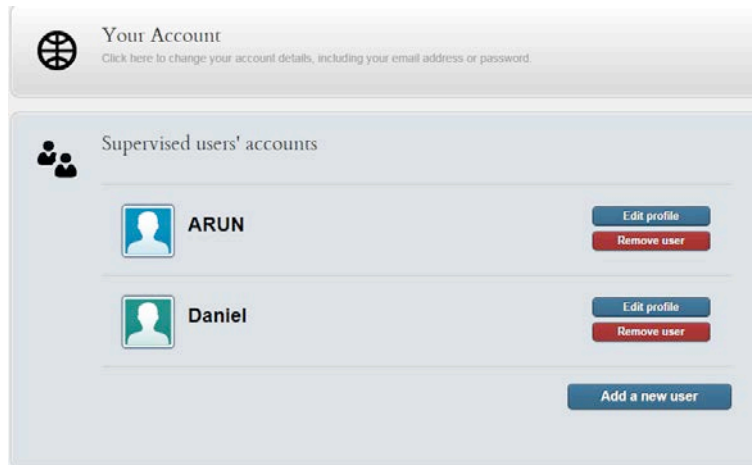 Your Account
Click here to change your account details, including your email address or password.
Supervised users' accounts
ARUN
Edit profile
Remove user
Daniel
Edit profile
Remove user
Add a new user